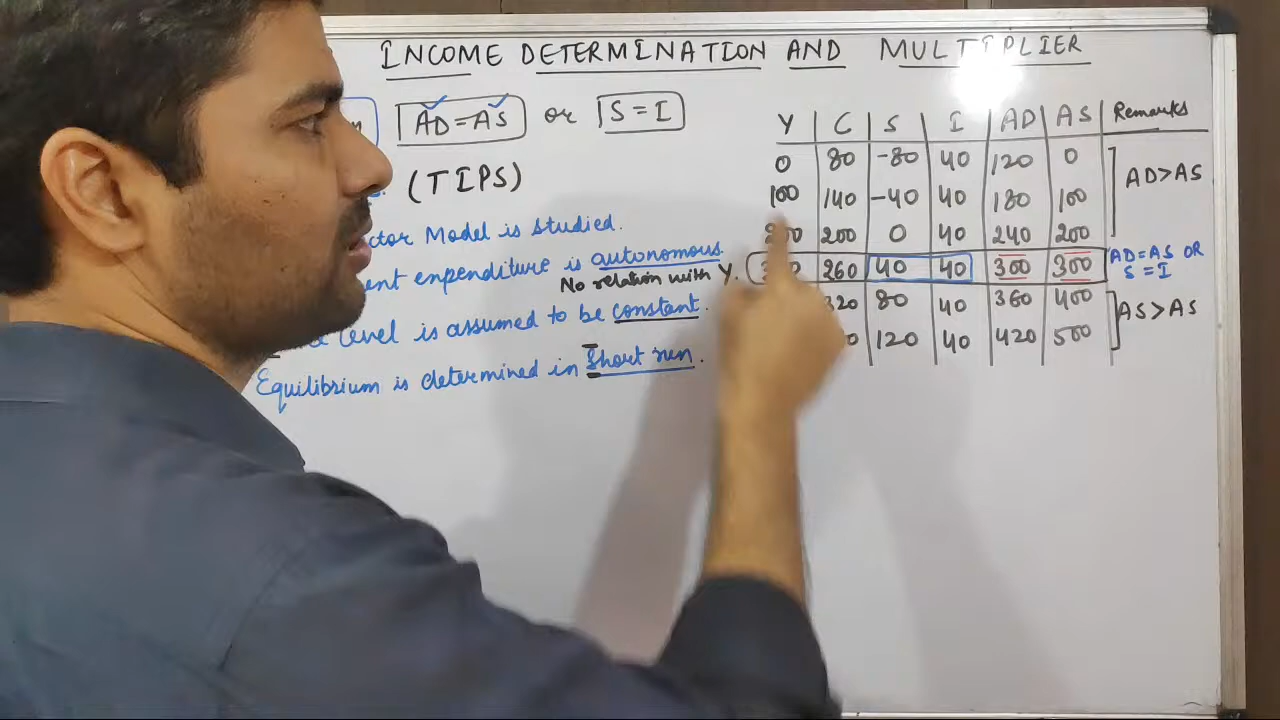 INCOME DETERMINATION AND MULTIPLIER
AD=AS or S=I
(TIPS)
Model is studied.
expenditure is autonomous
No relation with Y.
level is assumed to be constant.
Equilibrium is determined in Short run.
Y C S I AD AS Remarks
0 80 -80 40 120 0
100 140 -40 40 180 100
AD>AS
200 200 0 40 240 200
260 40 40 300 300 AD=AS OR
S=I
320 80 40 360 400
AS>AS
120 40 420 500